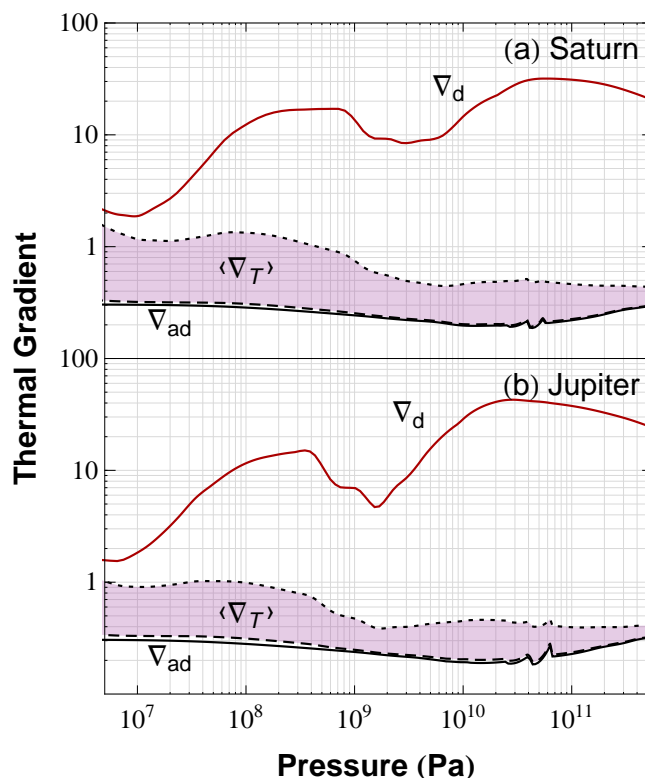 100
(a) Saturn
∇d
10
1
⟨∇T⟩
∇ad
100
(b) Jupiter
∇d
10
1
⟨∇T⟩
∇ad
10^7 10^8 10^9 10^10 10^11
Pressure (Pa)
Thermal Gradient